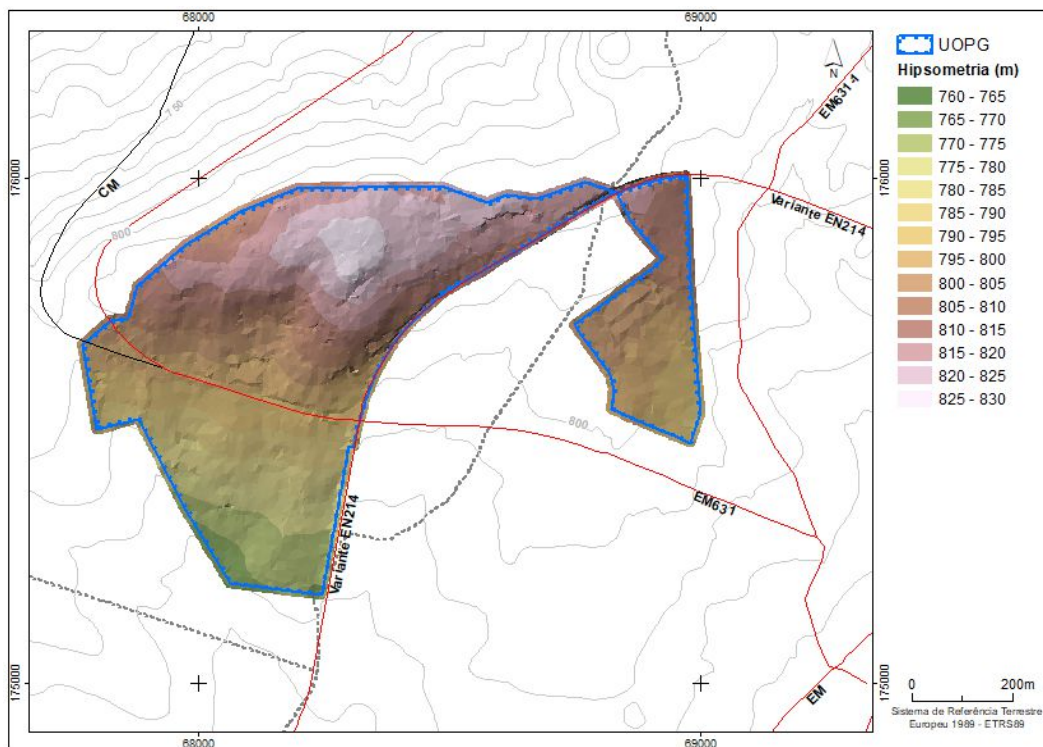 68000
69000
UOPG
Hipsometria (m)
760 - 765
765 - 770
770 - 775
775 - 780
780 - 785
785 - 790
790 - 795
795 - 800
800 - 805
805 - 810
810 - 815
815 - 820
820 - 825
825 - 830
N
EM631-1
750
CM
176000
176000
Variante EN214
800
800
EM631
Variante EN214
175000
175000
EM
0
200m
Sistema de Referência Terrestre
Europeu 1989 - ETRS89
68000
69000